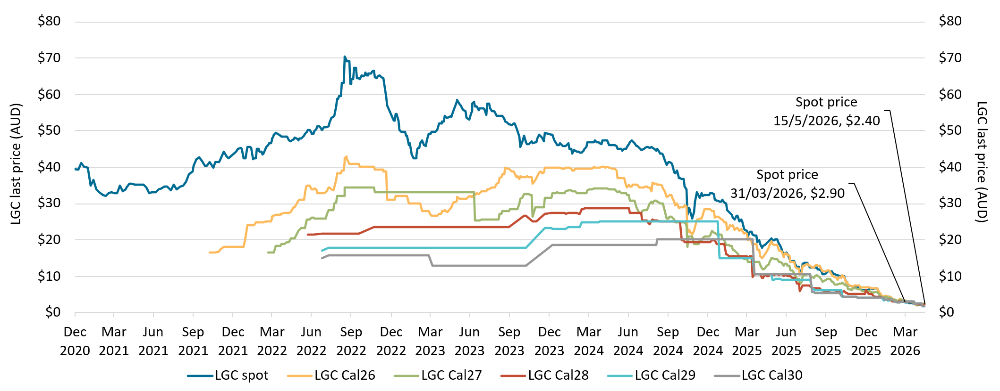 $80
$70
$60
$50
$40
$30
$20
$10
$0
LGC last price (AUD)
$80
$70
$60
$50
$40
$30
$20
$10
$0
LGC last price (AUD)
Spot price
15/5/2026, $2.40
Spot price
31/03/2026, $2.90
Dec Mar Jun Sep Dec Mar Jun Sep Dec Mar Jun Sep Dec Mar Jun Sep Dec Mar Jun Sep Dec Mar
2020 2021 2021 2021 2021 2022 2022 2022 2022 2023 2023 2023 2023 2024 2024 2024 2024 2025 2025 2025 2025 2026
LGC spot LGC Cal26 LGC Cal27 LGC Cal28 LGC Cal29 LGC Cal30